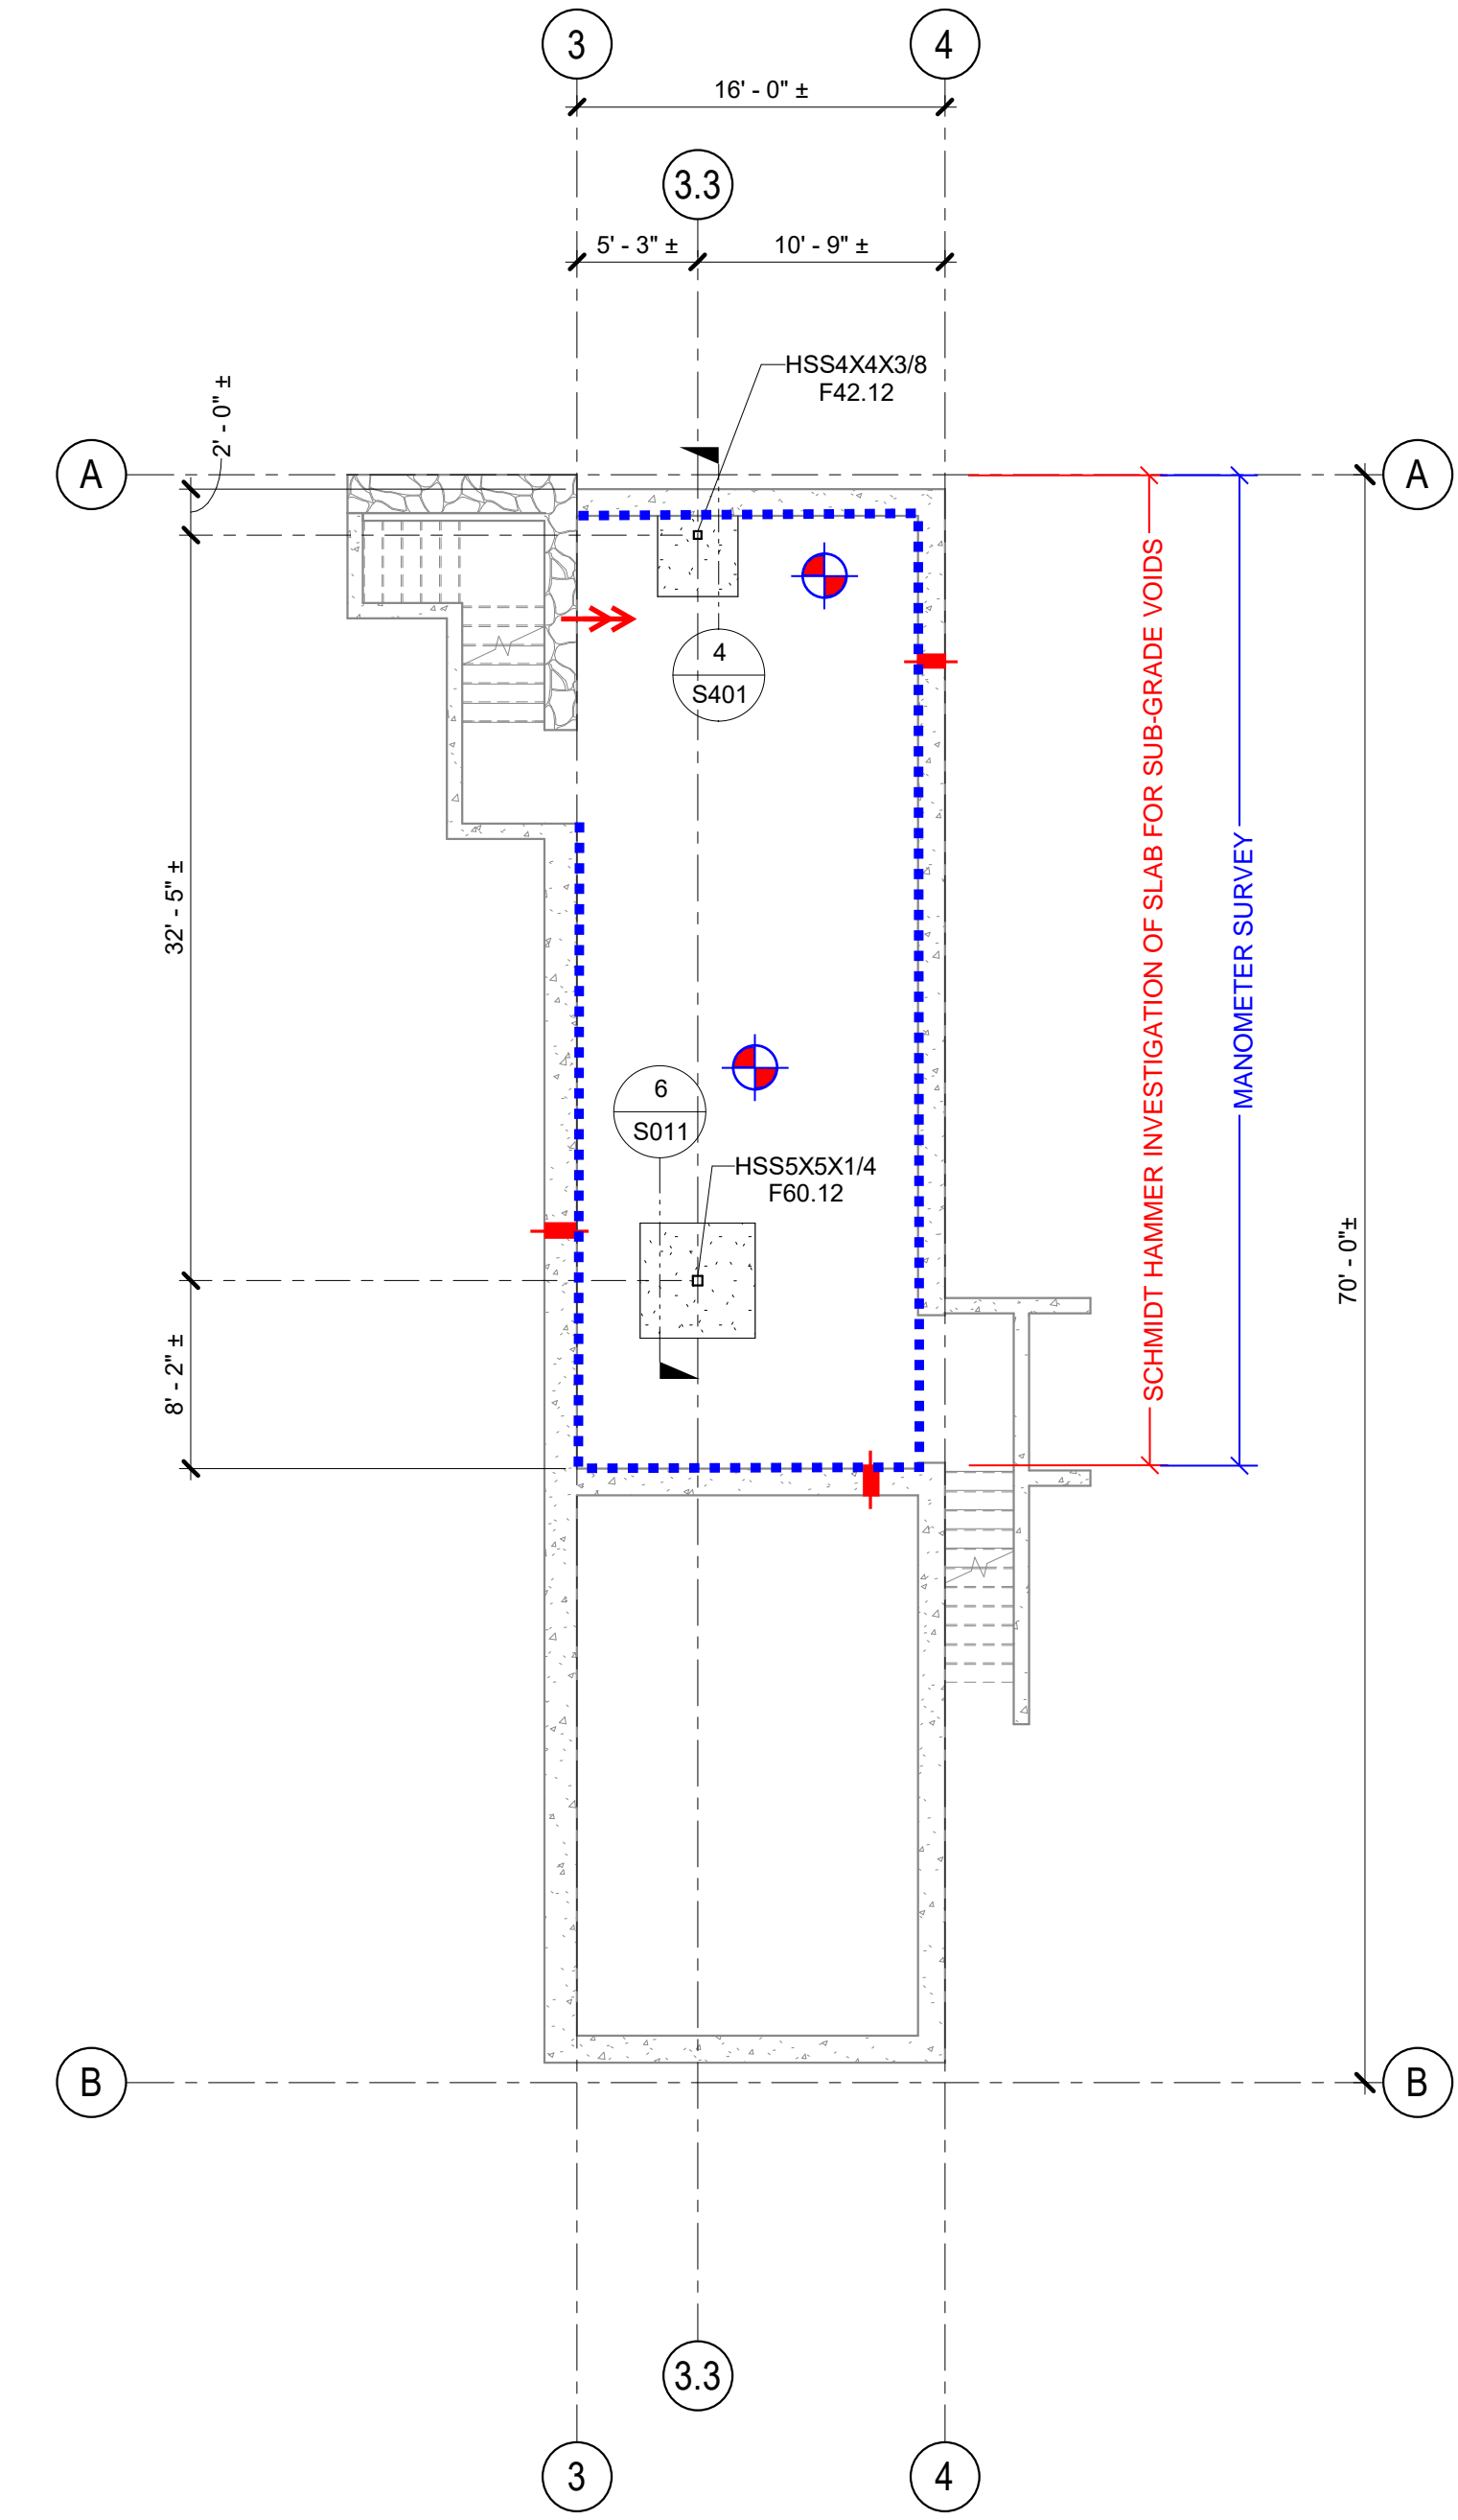 3
4
16' - 0" ±
3.3
5' - 3" ±
10' - 9" ±
HSS4X4X3/8
F42.12
2' - 0" ±
A
A
4
S401
SCHMIDT HAMMER INVESTIGATION OF SLAB FOR SUB-GRADE VOIDS
MANOMETER SURVEY
32' - 5" ±
6
S011
HSS5X5X1/4
F60.12
70' - 0"±
8' - 2" ±
B
B
3.3
3
4